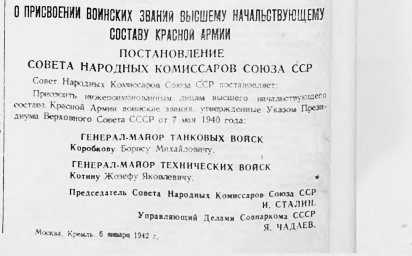 О ПРИСВОЕНИИ ВОИНСКИХ ЗВАНИЙ ВЫСШЕМУ НАЧАЛЬСТВУЮЩЕМУ
СОСТАВУ КРАСНОЙ АРМИИ
ПОСТАНОВЛЕНИЕ
СОВЕТА НАРОДНЫХ КОМИССАРОВ СОЮЗА ССР
Совет Народных Комиссаров Союза ССР постановляет:
Присвоить нижепоименованным лицам высшего начальствующего
состава Красной Армии воинские звания, утвержденные Указом Прези-
диума Верховного Совета СССР от 7 мая 1940 года:
ГЕНЕРАЛ-МАЙОР ТАНКОВЫХ ВОЙСК
Коробкову Борису Михайловичу.
ГЕНЕРАЛ-МАЙОР ТЕХНИЧЕСКИХ ВОЙСК
Котину Жозефу Яковлевичу.
Председатель Совета Народных Комиссаров Союза ССР
И. СТАЛИН.
Управляющий Делами Совнаркома СССР
Я. ЧАДАЕВ.
Москва, Кремль. 6 января 1942 г.